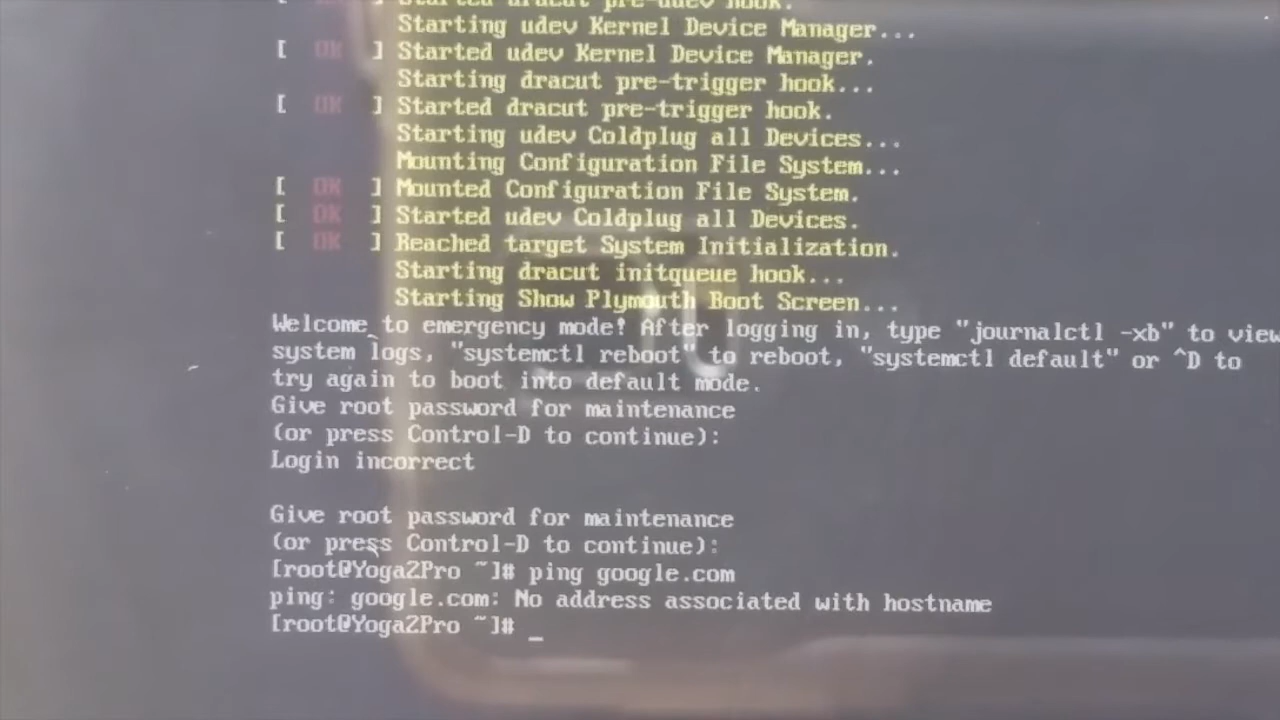 Started dracut pre-udev hook.
Starting udev Kernel Device Manager...
[ OK ] Started udev Kernel Device Manager.
Starting dracut pre-trigger hook...
[ OK ] Started dracut pre-trigger hook.
Starting udev Coldplug all Devices...
Mounting Configuration File System...
[ OK ] Mounted Configuration File System.
[ OK ] Started udev Coldplug all Devices.
[ OK ] Reached target System Initialization.
Starting dracut initqueue hook...
Starting Show Plymouth Boot Screen...
Welcome to emergency mode! After logging in, type "journalctl -xb" to view
system logs, "systemctl reboot" to reboot, "systemctl default" or ^D to
try again to boot into default mode.
Give root password for maintenance
(or press Control-D to continue):
Login incorrect

Give root password for maintenance
(or press Control-D to continue):
[root@Yoga2Pro ~]# ping google.com
ping: google.com: No address associated with hostname
[root@Yoga2Pro ~]# _